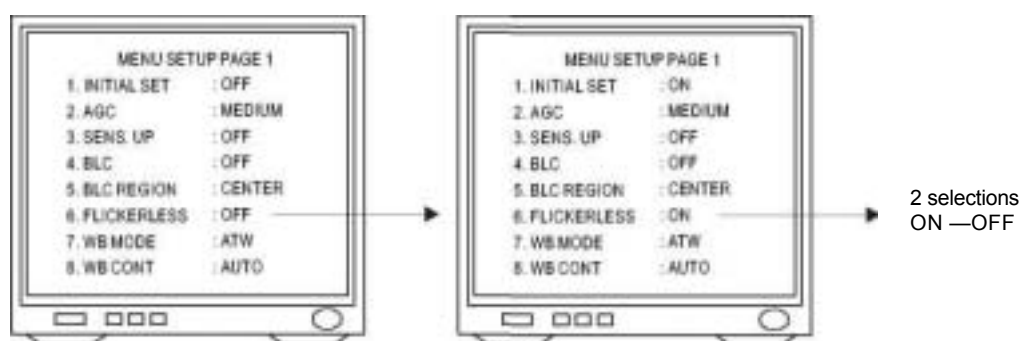 MENU SETUP PAGE 1
1. INITIAL SET : OFF
2. AGC : MEDIUM
3. SENS. UP : OFF
4. BLC : OFF
5. BLC REGION : CENTER
6. FLICKERLESS : OFF
7. WB MODE : ATW
8. WB CONT : AUTO
MENU SETUP PAGE 1
1. INITIAL SET : ON
2. AGC : MEDIUM
3. SENS. UP : OFF
4. BLC : OFF
5. BLC REGION : CENTER
6. FLICKERLESS : ON
7. WB MODE : ATW
8. WB CONT : AUTO
2 selections
ON —OFF